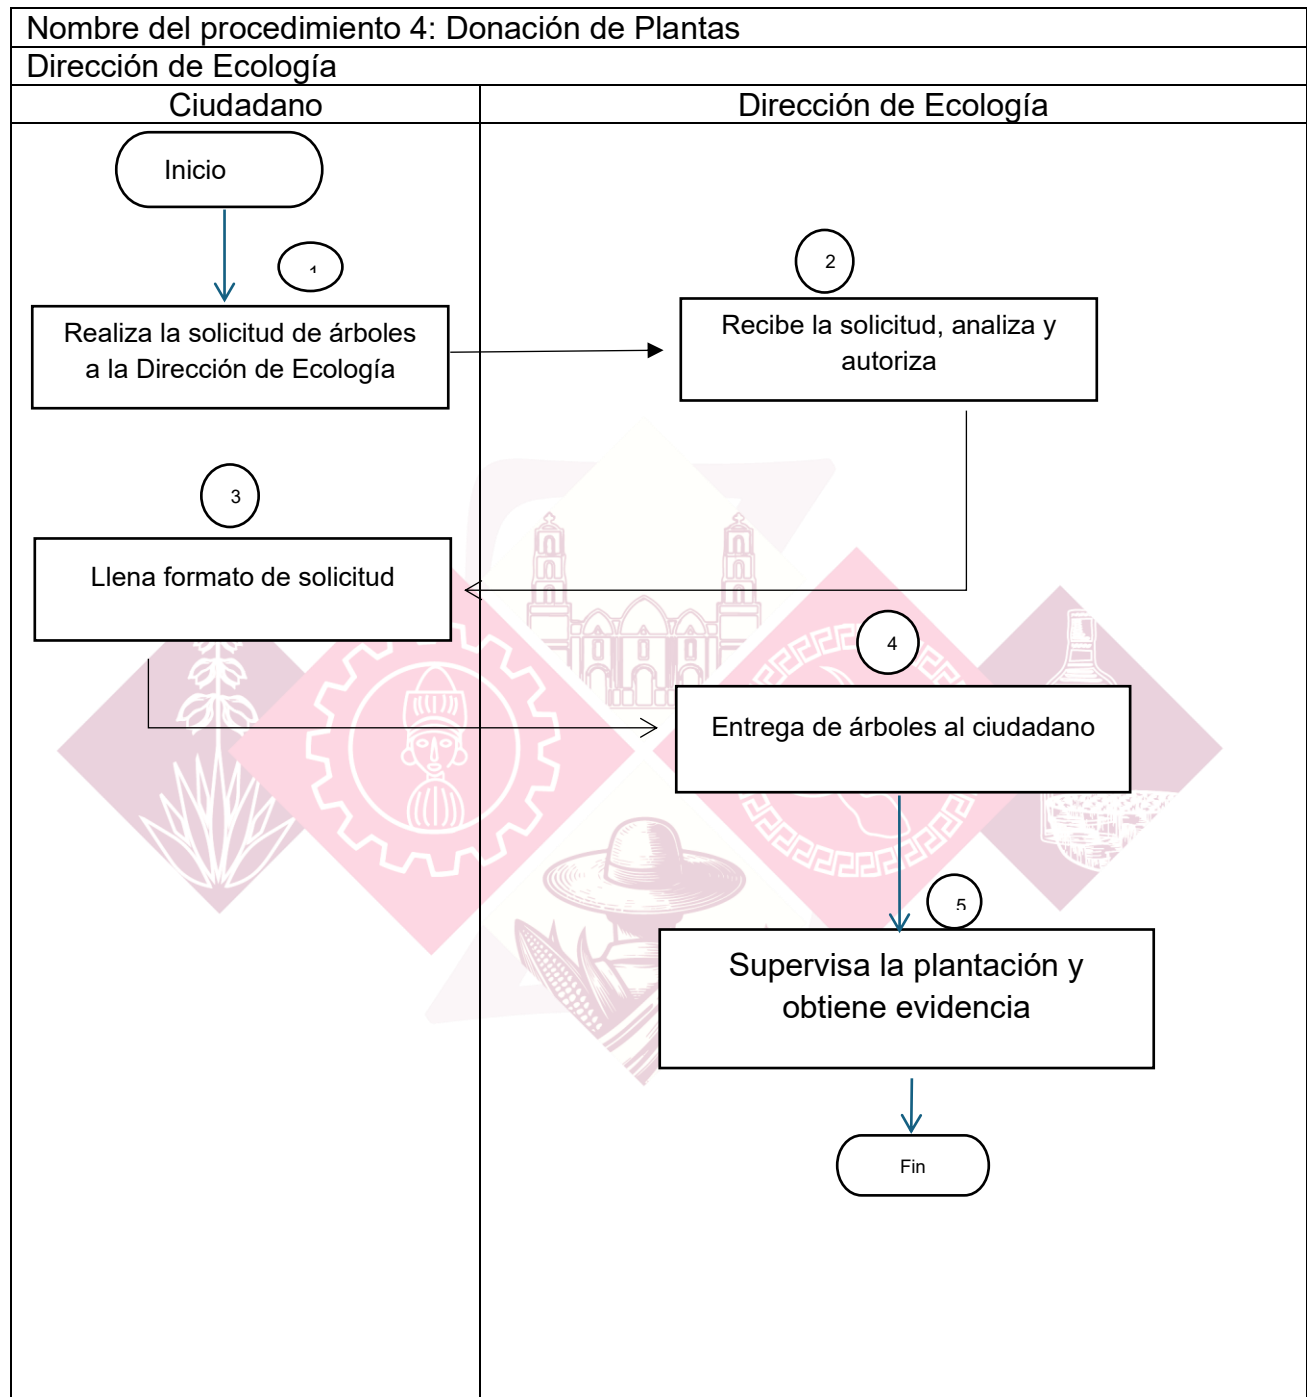 Nombre del procedimiento 4: Donación de Plantas
Dirección de Ecología
Ciudadano
Dirección de Ecología
Inicio
1
2
Realiza la solicitud de árboles
a la Dirección de Ecología
Recibe la solicitud, analiza y
autoriza
3
Llena formato de solicitud
4
Entrega de árboles al ciudadano
5
Supervisa la plantación y
obtiene evidencia
Fin